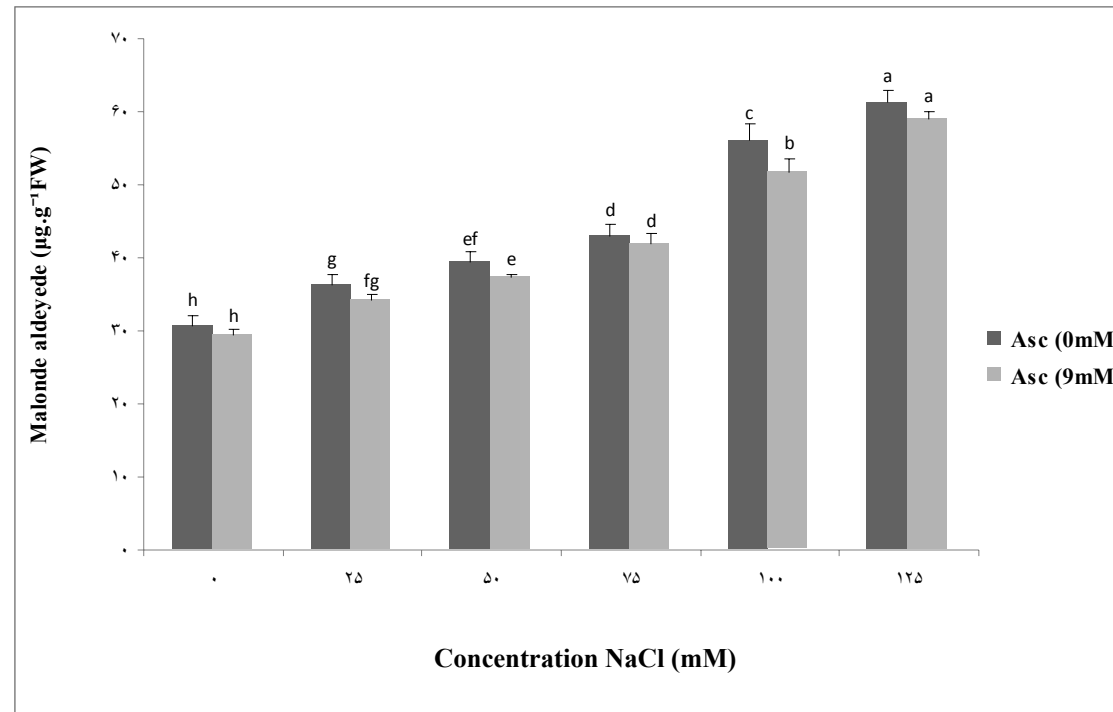 Malonde aldeyede (µg.g⁻¹FW)
۷۰
۶۰
۵۰
۴۰
۳۰
۲۰
۱۰
۰
h
h
g
fg
ef
e
d
d
c
b
a
a
۰
۲۵
۵۰
۷۵
۱۰۰
۱۲۵
Concentration NaCl (mM)
Asc (0mM
Asc (9mM